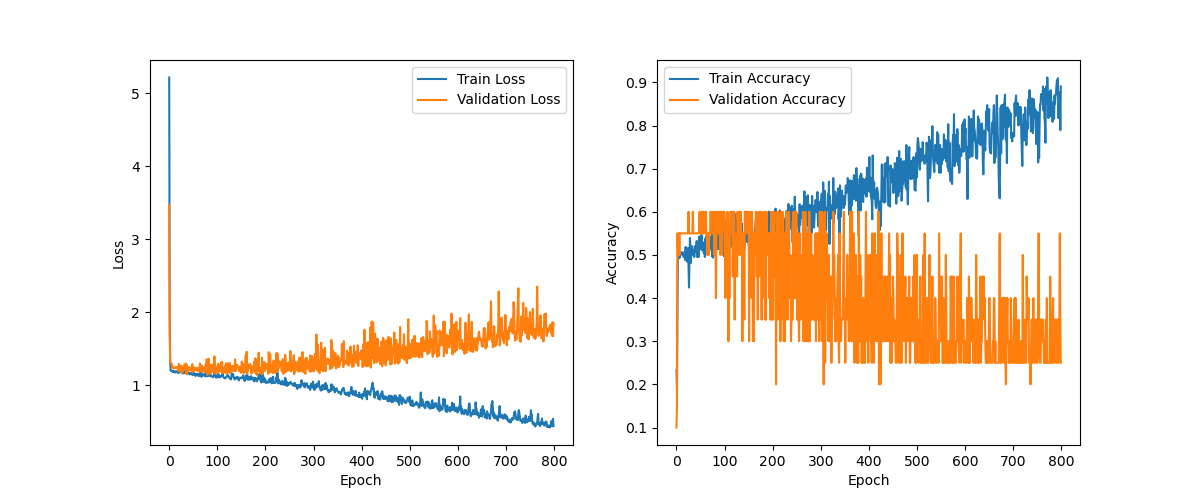 Train Loss
Validation Loss
5
4
3
2
1
Loss
0 100 200 300 400 500 600 700 800
Epoch
Train Accuracy
Validation Accuracy
0.9
0.8
0.7
0.6
0.5
0.4
0.3
0.2
0.1
Accuracy
0 100 200 300 400 500 600 700 800
Epoch